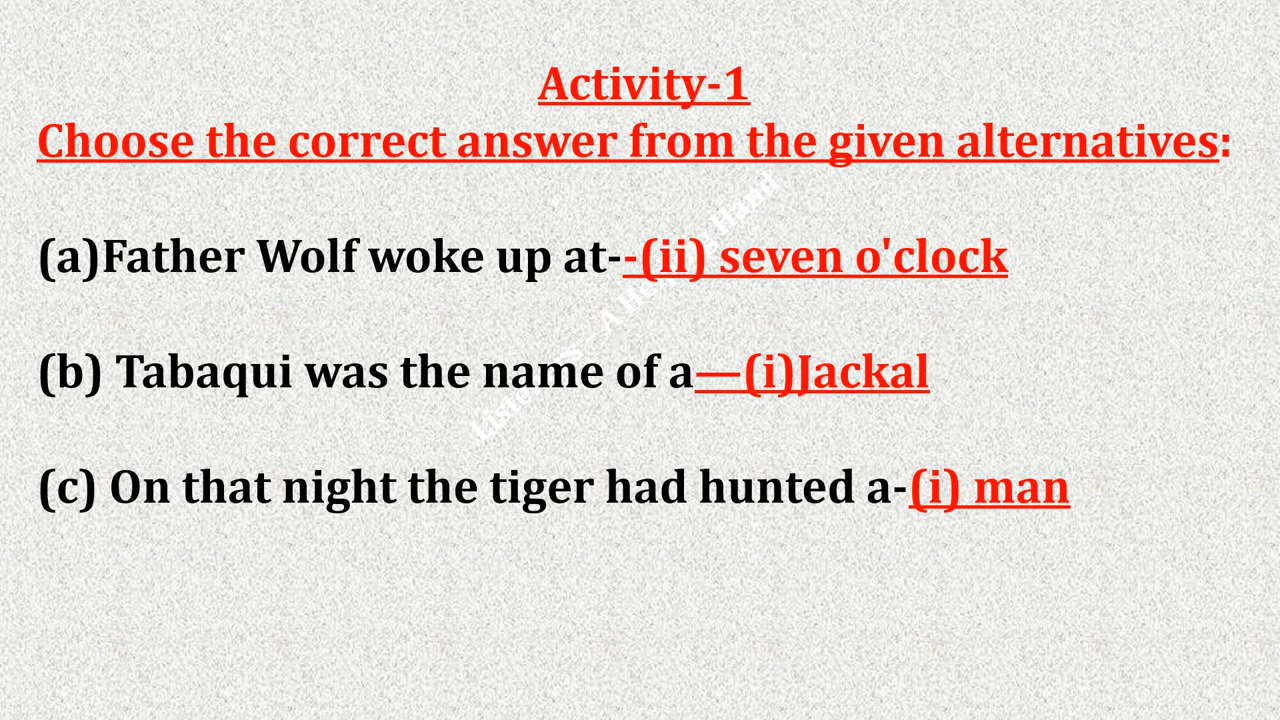 Activity-1
Choose the correct answer from the given alternatives:
(a)Father Wolf woke up at--(ii) seven o'clock
(b) Tabaqui was the name of a—(i)Jackal
(c) On that night the tiger had hunted a-(i) man